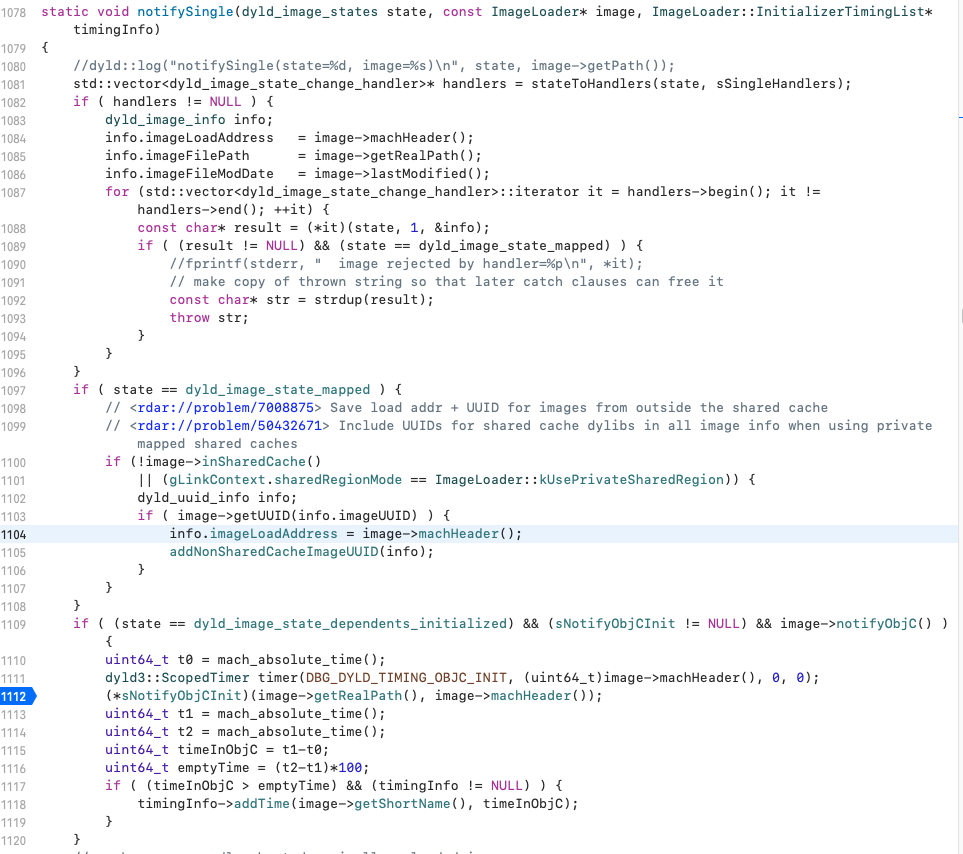 1078 static void notifySingle(dyld_image_states state, const ImageLoader* image, ImageLoader::InitializerTimingList*
timingInfo)
1079 {
1080 //dyld::log("notifySingle(state=%d, image=%s)\n", state, image->getPath());
1081 std::vector<dyld_image_state_change_handler>* handlers = stateToHandlers(state, sSingleHandlers);
1082 if ( handlers != NULL ) {
1083 dyld_image_info info;
1084 info.imageLoadAddress = image->machHeader();
1085 info.imageFilePath = image->getRealPath();
1086 info.imageFileModDate = image->lastModified();
1087 for (std::vector<dyld_image_state_change_handler>::iterator it = handlers->begin(); it !=
handlers->end(); ++it) {
1088 const char* result = (*it)(state, 1, &info);
1089 if ( (result != NULL) && (state == dyld_image_state_mapped) ) {
1090 //fprintf(stderr, "  image rejected by handler=%p\n", *it);
1091 // make copy of thrown string so that later catch clauses can free it
1092 const char* str = strdup(result);
1093 throw str;
1094 }
1095 }
1096 }
1097 if ( state == dyld_image_state_mapped ) {
1098 // <rdar://problem/7008875> Save load addr + UUID for images from outside the shared cache
1099 // <rdar://problem/50432671> Include UUIDs for shared cache dylibs in all image info when using private
mapped shared caches
1100 if (!image->inSharedCache()
1101 || (gLinkContext.sharedRegionMode == ImageLoader::kUsePrivateSharedRegion)) {
1102 dyld_uuid_info info;
1103 if ( image->getUUID(info.imageUUID) ) {
1104 info.imageLoadAddress = image->machHeader();
1105 addNonSharedCacheImageUUID(info);
1106 }
1107 }
1108 }
1109 if ( (state == dyld_image_state_dependents_initialized) && (sNotifyObjCInit != NULL) && image->notifyObjC() )
{
1110 uint64_t t0 = mach_absolute_time();
1111 dyld3::ScopedTimer timer(DBG_DYLD_TIMING_OBJC_INIT, (uint64_t)image->machHeader(), 0, 0);
1112 (*sNotifyObjCInit)(image->getRealPath(), image->machHeader());
1113 uint64_t t1 = mach_absolute_time();
1114 uint64_t t2 = mach_absolute_time();
1115 uint64_t timeInObjC = t1-t0;
1116 uint64_t emptyTime = (t2-t1)*100;
1117 if ( (timeInObjC > emptyTime) && (timingInfo != NULL) ) {
1118 timingInfo->addTime(image->getShortName(), timeInObjC);
1119 }
1120 }